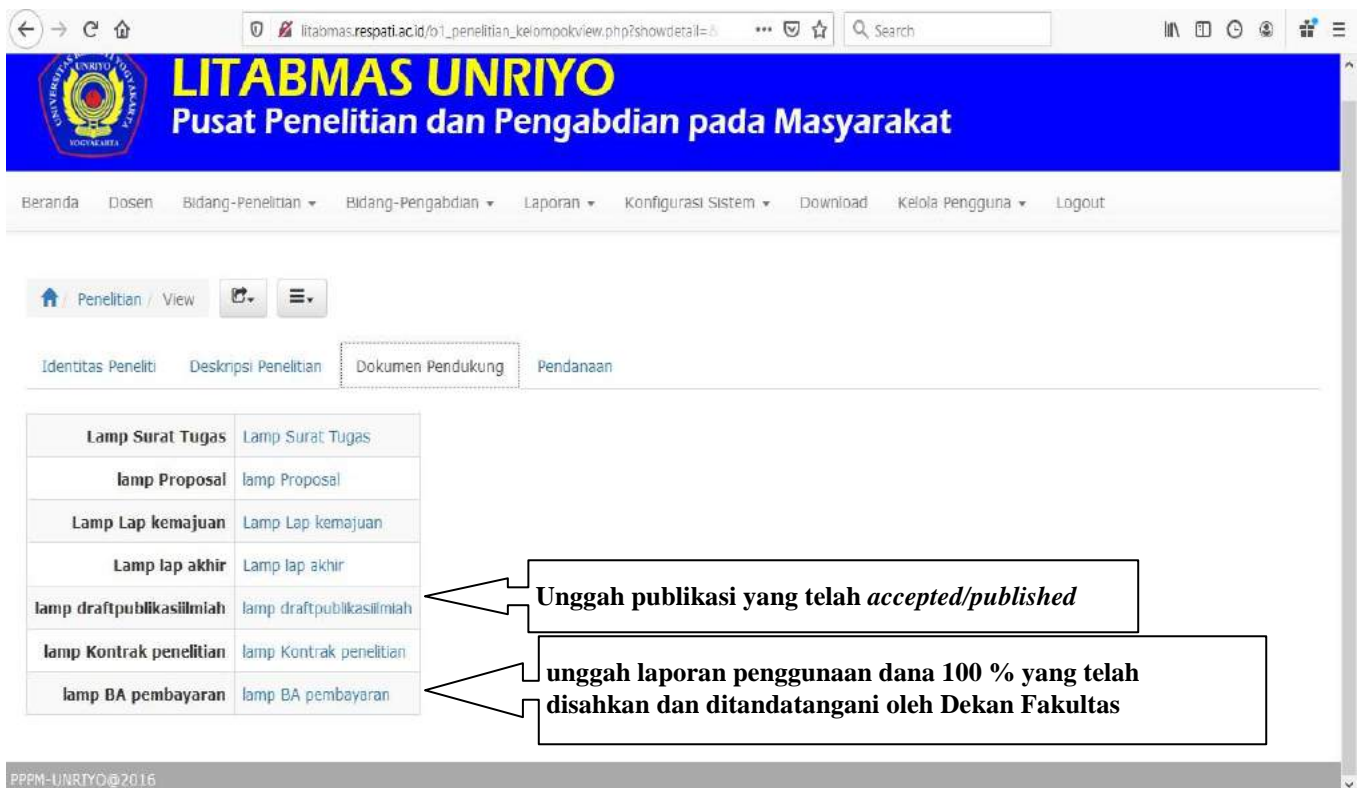 litabmas.respati.ac.id/o1_penelitian_kelompokview.php?showdetail=
Search
UNIVERSITAS RESPATI YOGYAKARTA
UNRIYO
YOGYAKARTA
LITABMAS UNRIYO
Pusat Penelitian dan Pengabdian pada Masyarakat
Beranda Dosen Bidang-Penelitian Bidang-Pengabdian Laporan Konfigurasi Sistem Download Kelola Pengguna Logout
/ Penelitian / View
Identitas Peneliti Deskripsi Penelitian Dokumen Pendukung Pendanaan
Lamp Surat Tugas Lamp Surat Tugas
lamp Proposal lamp Proposal
Lamp Lap kemajuan Lamp Lap kemajuan
Lamp lap akhir Lamp lap akhir
lamp draftpublikasiilmiah lamp draftpublikasiilmiah
Unggah publikasi yang telah accepted/published
lamp Kontrak penelitian lamp Kontrak penelitian
lamp BA pembayaran lamp BA pembayaran
unggah laporan penggunaan dana 100 % yang telah
disahkan dan ditandatangani oleh Dekan Fakultas
PPPM-UNRIYO@2016